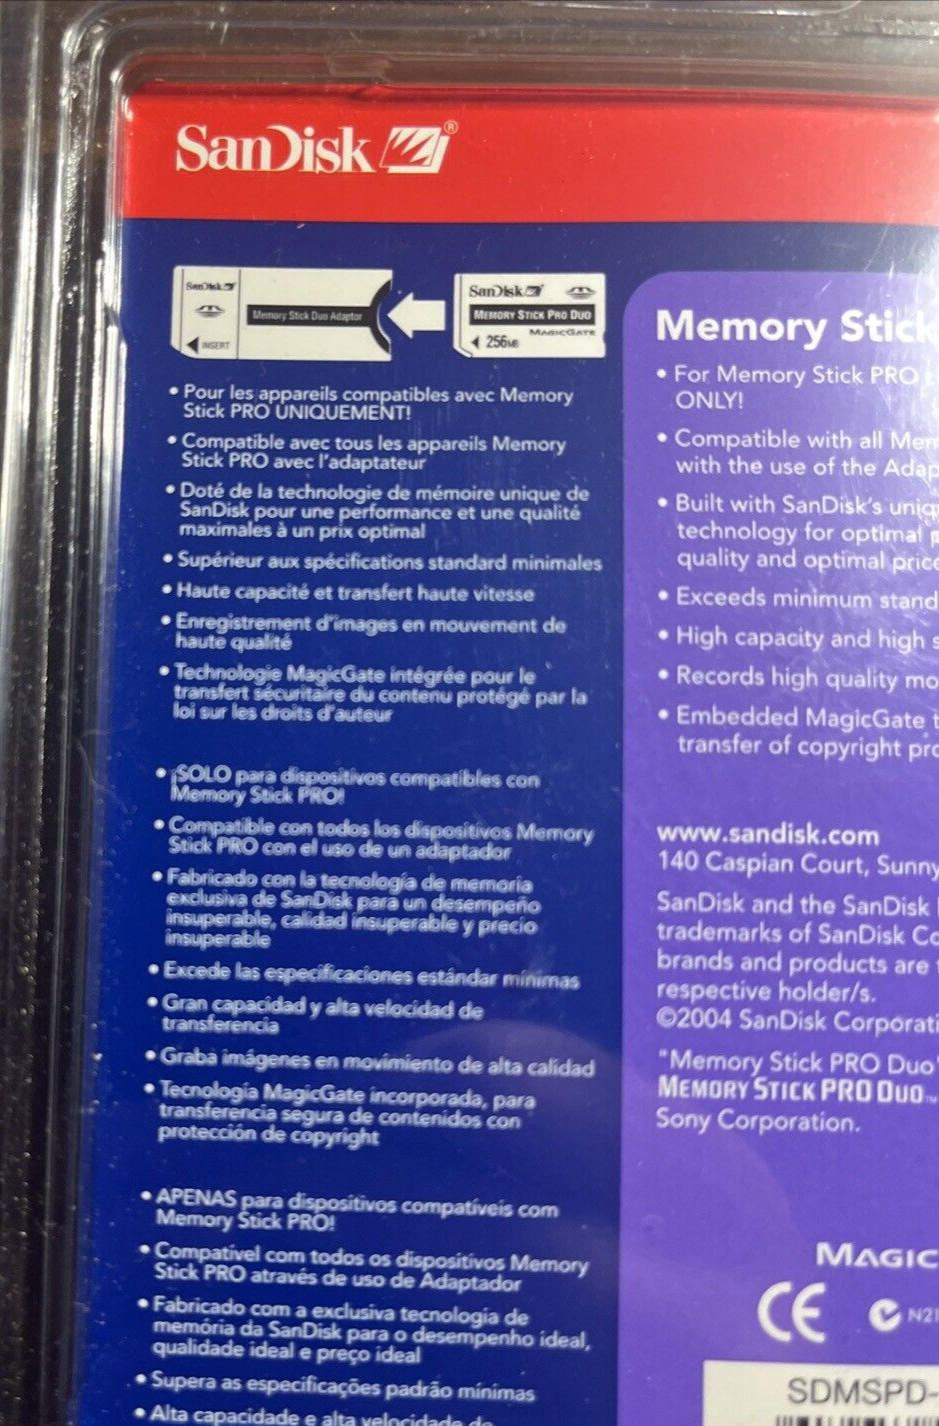 SanDisk ®
SanDisk
Memory Stick Duo Adaptor
INSERT
SanDisk
MEMORY STICK PRO DUO
MAGICGATE
256MB
• Pour les appareils compatibles avec Memory
Stick PRO UNIQUEMENT!
• Compatible avec tous les appareils Memory
Stick PRO avec l'adaptateur
• Doté de la technologie de mémoire unique de
SanDisk pour une performance et une qualité
maximales à un prix optimal
• Supérieur aux spécifications standard minimales
• Haute capacité et transfert haute vitesse
• Enregistrement d'images en mouvement de
haute qualité
• Technologie MagicGate intégrée pour le
transfert sécuritaire du contenu protégé par la
loi sur les droits d'auteur
• ¡SOLO para dispositivos compatibles con
Memory Stick PRO!
• Compatible con todos los dispositivos Memory
Stick PRO con el uso de un adaptador
• Fabricado con la tecnología de memoria
exclusiva de SanDisk para un desempeño
insuperable, calidad insuperable y precio
insuperable
• Excede las especificaciones estándar mínimas
• Gran capacidad y alta velocidad de
transferencia
• Graba imágenes en movimiento de alta calidad
• Tecnología MagicGate incorporada, para
transferencia segura de contenidos con
protección de copyright
• APENAS para dispositivos compatíveis com
Memory Stick PRO!
• Compatível com todos os dispositivos Memory
Stick PRO através de uso de Adaptador
• Fabricado com a exclusiva tecnologia de
memória da SanDisk para o desempenho ideal,
qualidade ideal e preço ideal
• Supera as especificações padrão mínimas
• Alta capacidade e alta velocidade de
Memory Stick
• For Memory Stick PRO
ONLY!
• Compatible with all Mem
with the use of the Adap
• Built with SanDisk's uniq
technology for optimal p
quality and optimal price
• Exceeds minimum stand
• High capacity and high s
• Records high quality mo
• Embedded MagicGate t
transfer of copyright pro
www.sandisk.com
140 Caspian Court, Sunny
SanDisk and the SanDisk
trademarks of SanDisk Co
brands and products are
respective holder/s.
©2004 SanDisk Corporati
"Memory Stick PRO Duo"
MEMORY STICK PRO DUO™
Sony Corporation.
MAGIC
CE N21
SDMSPD-